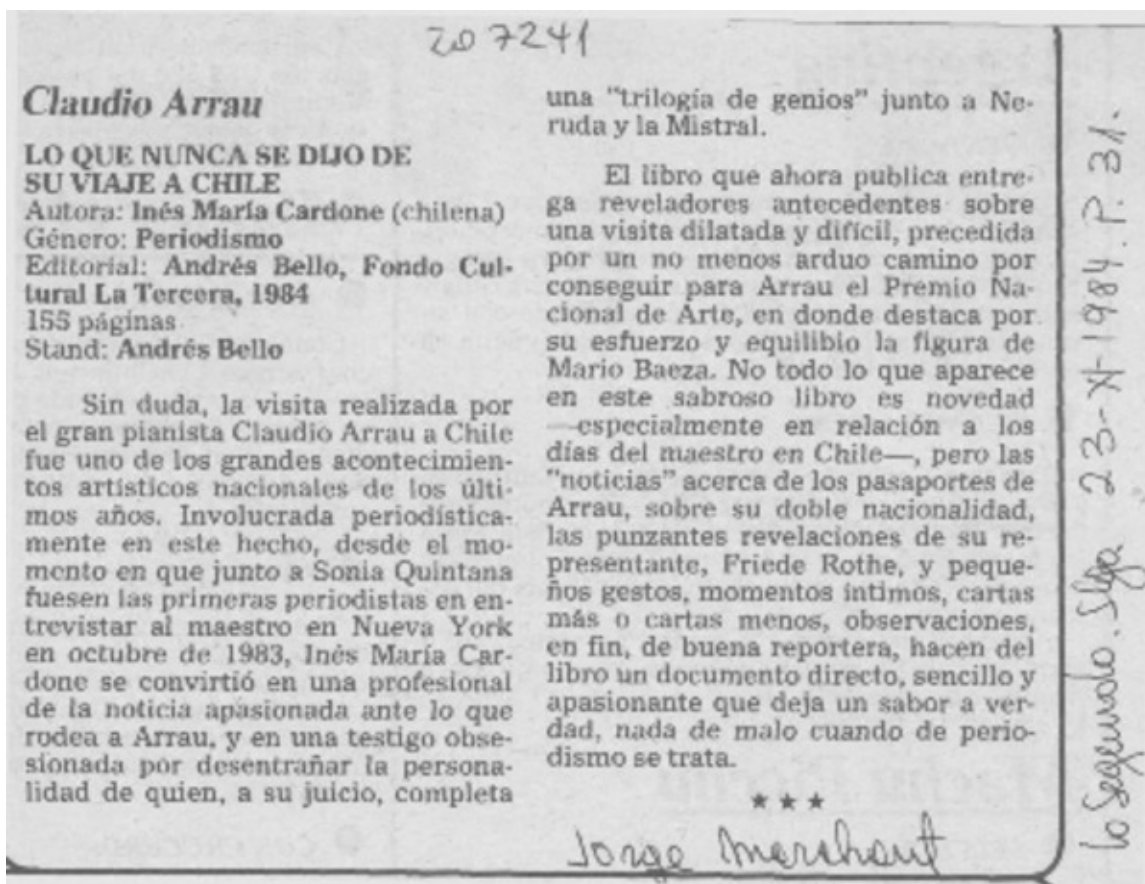 207241
Claudio Arrau
LO QUE NUNCA SE DIJO DE
SU VIAJE A CHILE
Autora: Inés María Cardone (chilena)
Género: Periodismo
Editorial: Andrés Bello, Fondo Cul-
tural La Tercera, 1984
155 páginas
Stand: Andrés Bello
Sin duda, la visita realizada por
el gran pianista Claudio Arrau a Chile
fue uno de los grandes acontecimien-
tos artísticos nacionales de los últi-
mos años. Involucrada periodística-
mente en este hecho, desde el mo-
mento en que junto a Sonia Quintana
fuesen las primeras periodistas en en-
trevistar al maestro en Nueva York
en octubre de 1983, Inés María Car-
done se convirtió en una profesional
de la noticia apasionada ante lo que
rodea a Arrau, y en una testigo obse-
sionada por desentrañar la persona-
lidad de quien, a su juicio, completa
una "trilogía de genios" junto a Ne-
ruda y la Mistral.
El libro que ahora publica entre-
ga reveladores antecedentes sobre
una visita dilatada y difícil, precedida
por un no menos arduo camino por
conseguir para Arrau el Premio Na-
cional de Arte, en donde destaca por
su esfuerzo y equilibio la figura de
Mario Baeza. No todo lo que aparece
en este sabroso libro es novedad
—especialmente en relación a los
días del maestro en Chile—, pero las
"noticias" acerca de los pasaportes de
Arrau, sobre su doble nacionalidad,
las punzantes revelaciones de su re-
presentante, Friede Rothe, y peque-
ños gestos, momentos íntimos, cartas
más o cartas menos, observaciones,
en fin, de buena reportera, hacen del
libro un documento directo, sencillo y
apasionante que deja un sabor a ver-
dad, nada de malo cuando de perio-
dismo se trata.
★★★
Jorge Marchant
La Segunda. Stgo 23-XI-1984. P. 31.